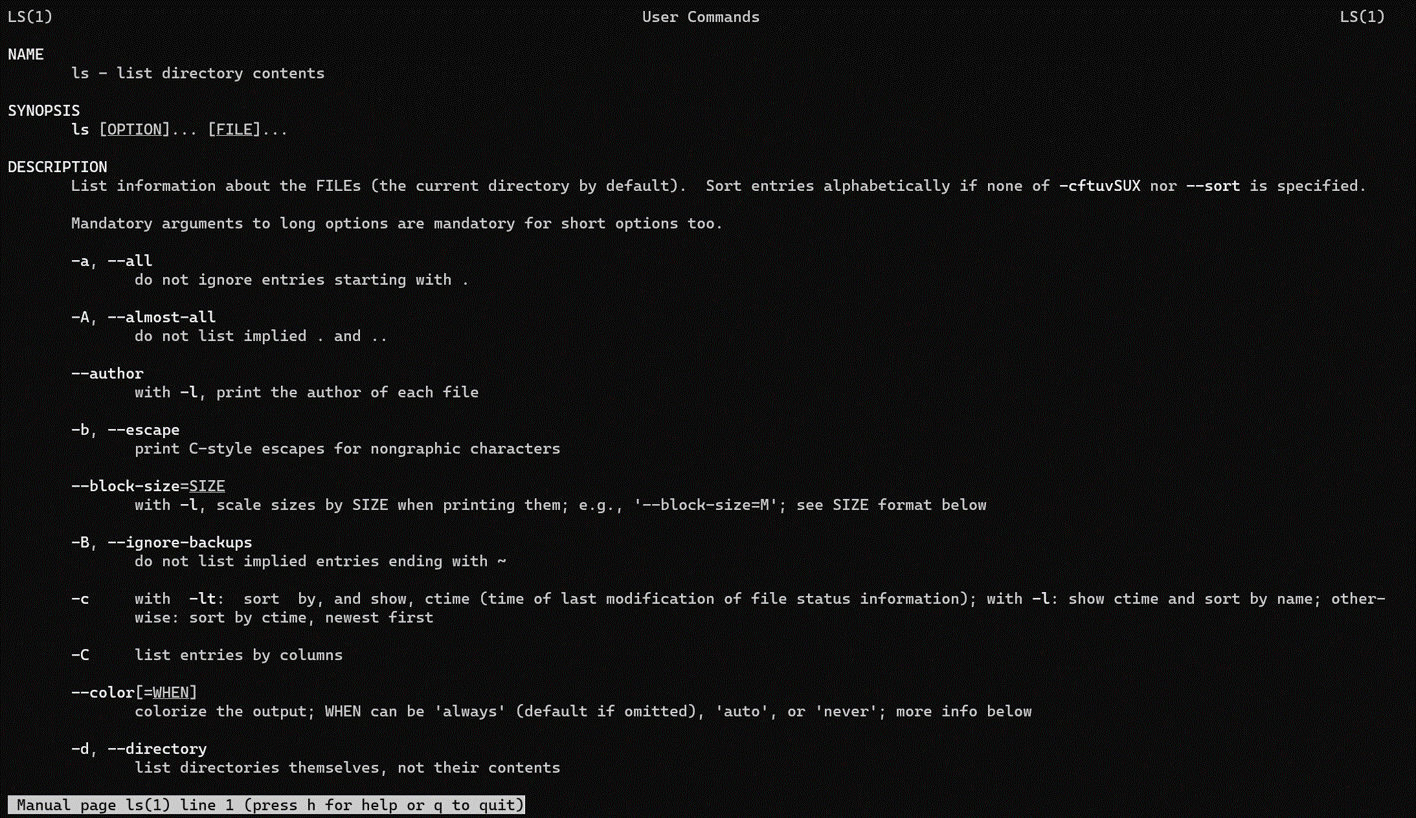 LS(1) User Commands LS(1)
NAME
ls - list directory contents
SYNOPSIS
ls [OPTION]... [FILE]...
DESCRIPTION
List information about the FILEs (the current directory by default).  Sort entries alphabetically if none of -cftuvSUX nor --sort is specified.
Mandatory arguments to long options are mandatory for short options too.
-a, --all
do not ignore entries starting with .
-A, --almost-all
do not list implied . and ..
--author
with -l, print the author of each file
-b, --escape
print C-style escapes for nongraphic characters
--block-size=SIZE
with -l, scale sizes by SIZE when printing them; e.g., '--block-size=M'; see SIZE format below
-B, --ignore-backups
do not list implied entries ending with ~
-c with  -lt:  sort  by, and show, ctime (time of last modification of file status information); with -l: show ctime and sort by name; other-
wise: sort by ctime, newest first
-C list entries by columns
--color[=WHEN]
colorize the output; WHEN can be 'always' (default if omitted), 'auto', or 'never'; more info below
-d, --directory
list directories themselves, not their contents
Manual page ls(1) line 1 (press h for help or q to quit)